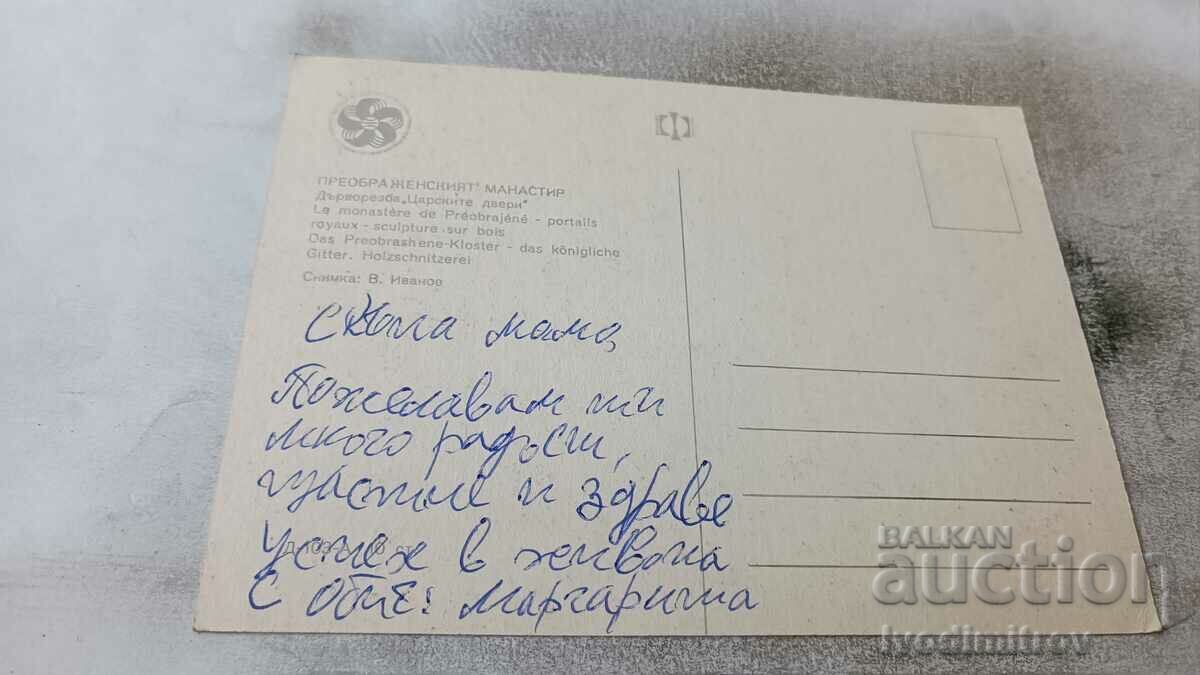 ПРЕОБРАЖЕНСКИЯТ МАНАСТИР
Дърворезба „Царските двери"
Le monastère de Préobrajéné - portails
royaux - sculpture sur bois
Das Preobrashene-Kloster - das königliche
Gitter. Holzschnitzerei
Снимка: В. Иванов
Скъпа мамо,
Пожелавам ти
много радости,
щастие и здраве
Успех в живота
С обич: Маргарита
BALKAN
auction
ivodimitrov